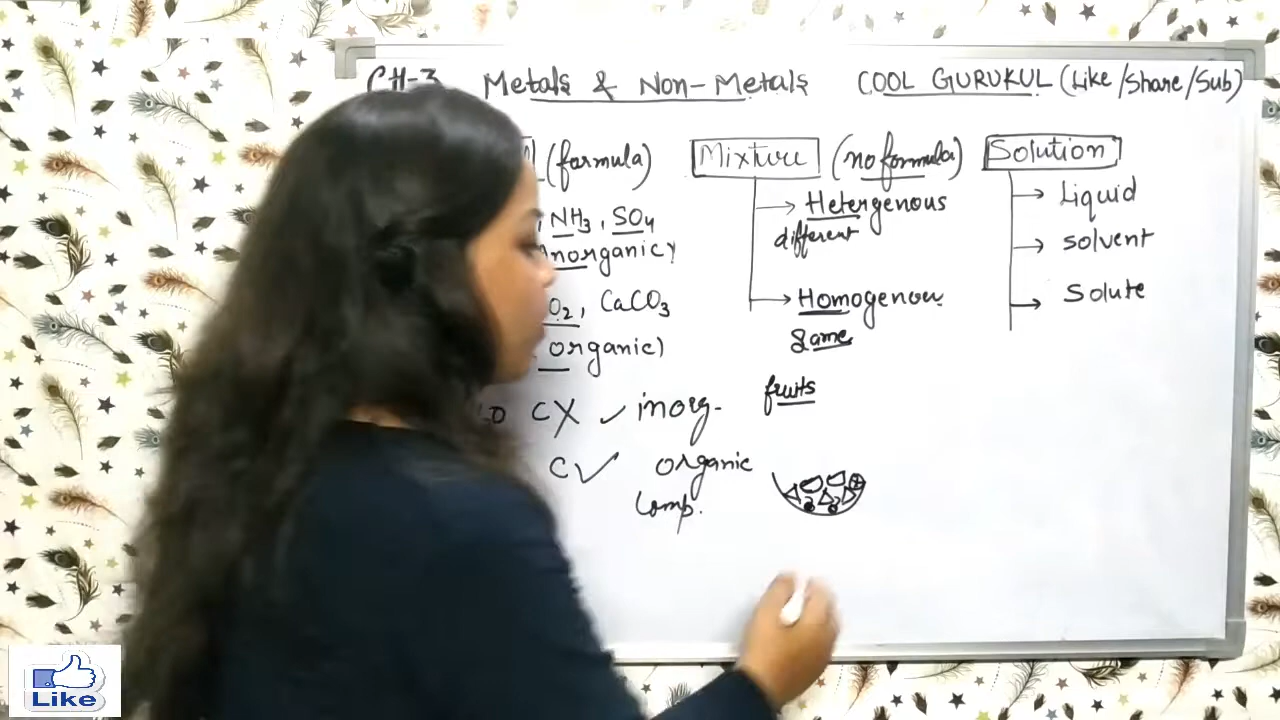 CH-3 Metals & Non-Metals COOL GURUKUL (Like/Share/Sub)
(formula) Mixture (no formula) Solution
NH3, SO4 Hetergenous Liquid
different
inorganic) solvent
O2, CaCO3 Homogenous Solute
(organic) same
CX ✓ inorg- fruits
C✓ organic
Comp.
Like